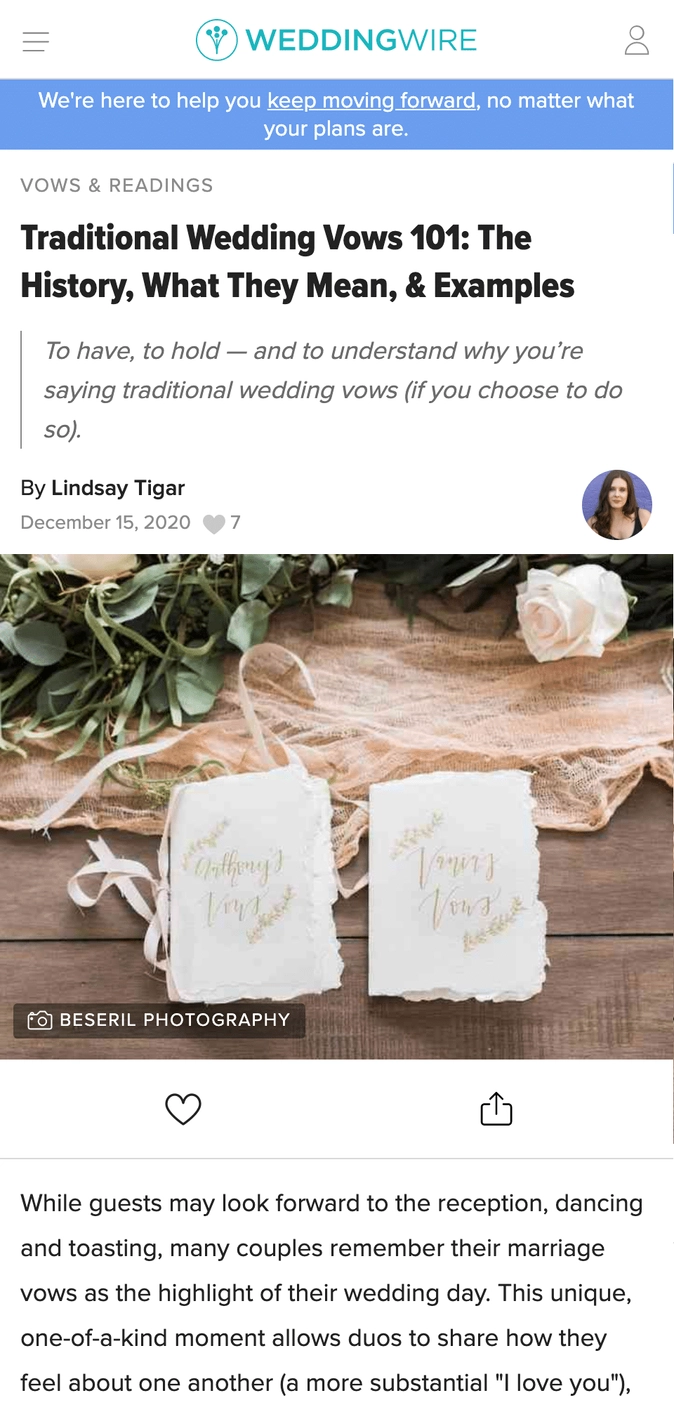 WEDDINGWIRE
We're here to help you keep moving forward, no matter what
your plans are.
VOWS & READINGS
Traditional Wedding Vows 101: The
History, What They Mean, & Examples
To have, to hold — and to understand why you’re
saying traditional wedding vows (if you choose to do
so).
By Lindsay Tigar
December 15, 2020 7
Anthony's
Vows
Vania's
Vows
BESERIL PHOTOGRAPHY
While guests may look forward to the reception, dancing
and toasting, many couples remember their marriage
vows as the highlight of their wedding day. This unique,
one-of-a-kind moment allows duos to share how they
feel about one another (a more substantial "I love you"),